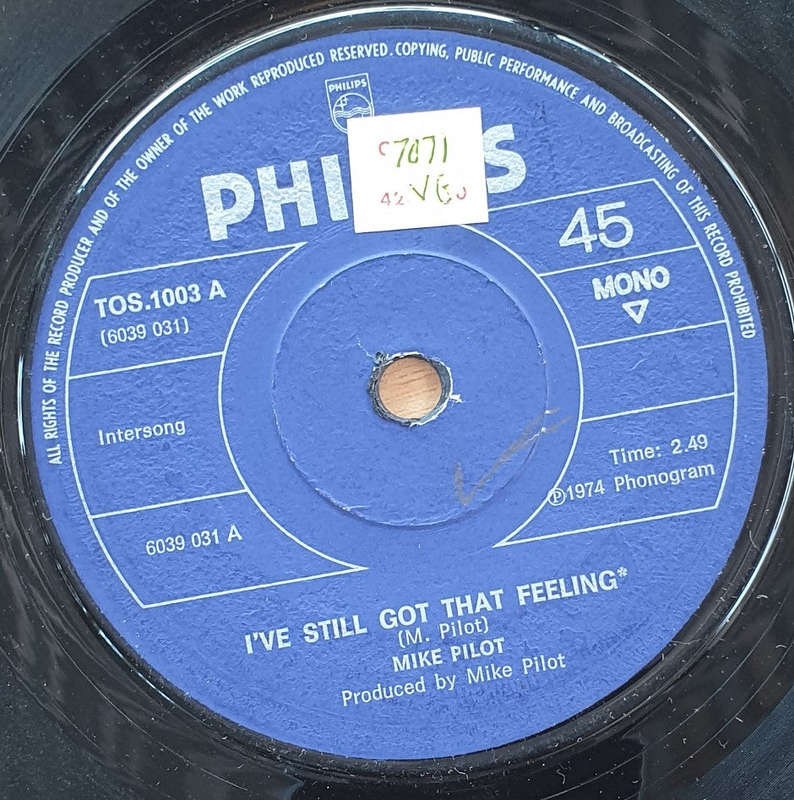 ALL RIGHTS OF THE RECORD PRODUCER AND OF THE OWNER OF THE WORK REPRODUCED RESERVED. COPYING, PUBLIC PERFORMANCE AND BROADCASTING OF THIS RECORD PROHIBITED
PHILIPS
PHI S
7071
VG
45
MONO
TOS.1003 A
(6039 031)
Intersong
6039 031 A
Time: 2.49
℗1974 Phonogram
I'VE STILL GOT THAT FEELING*
(M. Pilot)
MIKE PILOT
Produced by Mike Pilot